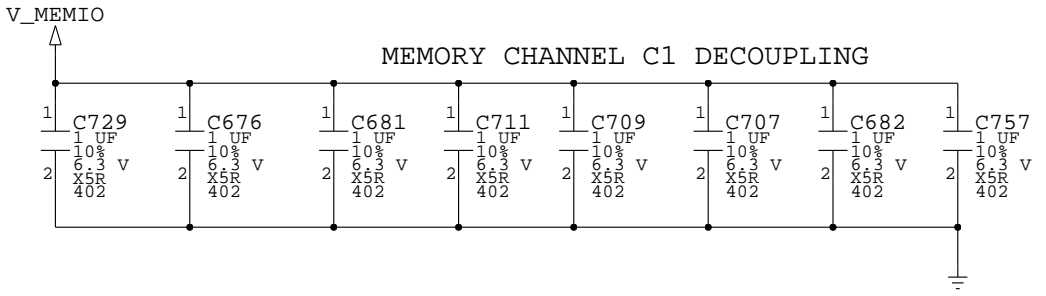 V_MEMIO
MEMORY CHANNEL C1 DECOUPLING
1 C729
1 UF
10%
6.3 V
2 X5R
402
1 C676
1 UF
10%
6.3 V
2 X5R
402
1 C681
1 UF
10%
6.3 V
2 X5R
402
1 C711
1 UF
10%
6.3 V
2 X5R
402
1 C709
1 UF
10%
6.3 V
2 X5R
402
1 C707
1 UF
10%
6.3 V
2 X5R
402
1 C682
1 UF
10%
6.3 V
2 X5R
402
1 C757
1 UF
10%
6.3 V
2 X5R
402